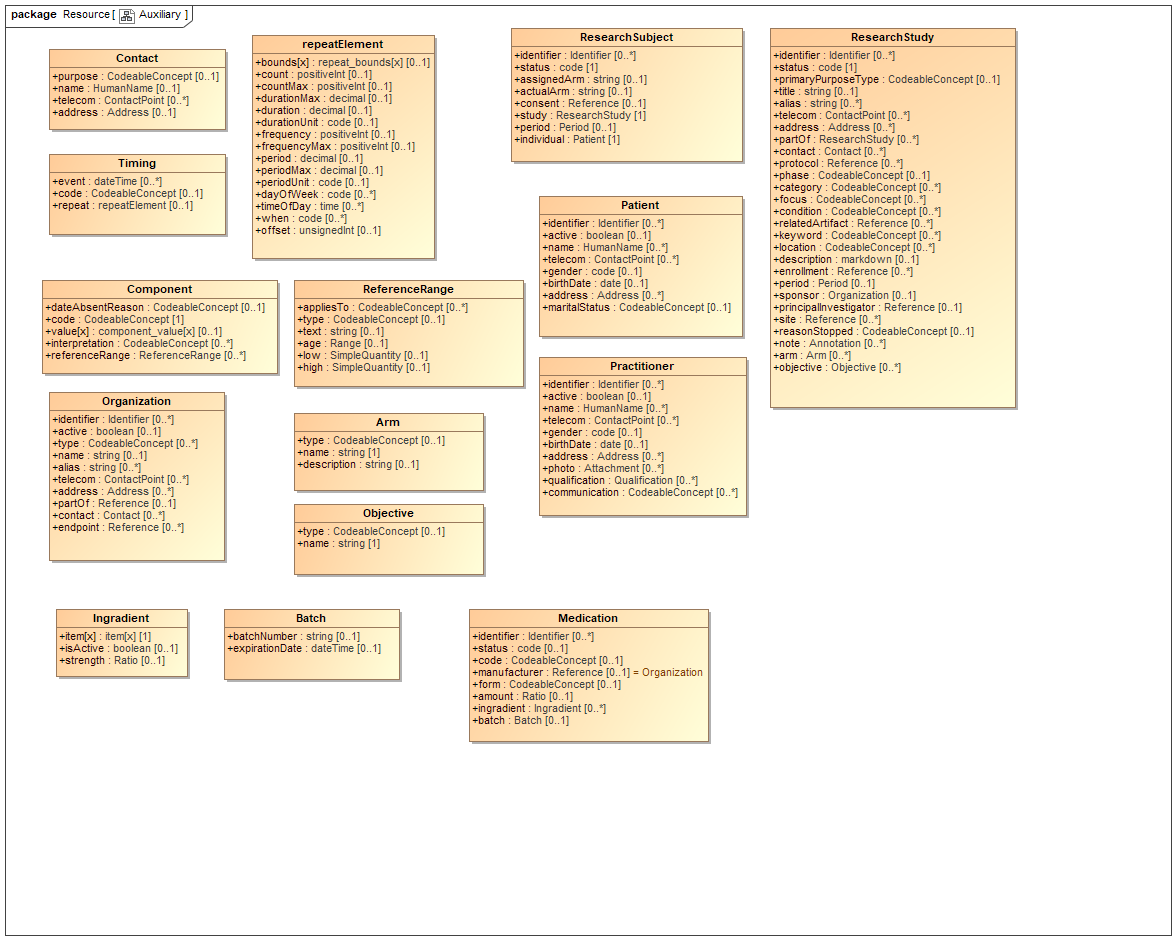 package Resource [ Auxiliary ]
Contact
+purpose : CodeableConcept [0..1]
+name : HumanName [0..1]
+telecom : ContactPoint [0..*]
+address : Address [0..1]
Timing
+event : dateTime [0..*]
+code : CodeableConcept [0..1]
+repeat : repeatElement [0..1]
repeatElement
+bounds[x] : repeat_bounds[x] [0..1]
+count : positiveInt [0..1]
+countMax : positiveInt [0..1]
+durationMax : decimal [0..1]
+duration : decimal [0..1]
+durationUnit : code [0..1]
+frequency : positiveInt [0..1]
+frequencyMax : positiveInt [0..1]
+period : decimal [0..1]
+periodMax : decimal [0..1]
+periodUnit : code [0..1]
+dayOfWeek : code [0..*]
+timeOfDay : time [0..*]
+when : code [0..*]
+offset : unsignedInt [0..1]
ResearchSubject
+identifier : Identifier [0..*]
+status : code [1]
+assignedArm : string [0..1]
+actualArm : string [0..1]
+consent : Reference [0..1]
+study : ResearchStudy [1]
+period : Period [0..1]
+individual : Patient [1]
ResearchStudy
+identifier : Identifier [0..*]
+status : code [1]
+primaryPurposeType : CodeableConcept [0..1]
+title : string [0..1]
+alias : string [0..*]
+telecom : ContactPoint [0..*]
+address : Address [0..*]
+partOf : ResearchStudy [0..*]
+contact : Contact [0..*]
+protocol : Reference [0..*]
+phase : CodeableConcept [0..1]
+category : CodeableConcept [0..*]
+focus : CodeableConcept [0..*]
+condition : CodeableConcept [0..*]
+relatedArtifact : Reference [0..*]
+keyword : CodeableConcept [0..*]
+location : CodeableConcept [0..*]
+description : markdown [0..1]
+enrollment : Reference [0..*]
+period : Period [0..1]
+sponsor : Organization [0..1]
+principalInvestigator : Reference [0..1]
+site : Reference [0..*]
+reasonStopped : CodeableConcept [0..1]
+note : Annotation [0..*]
+arm : Arm [0..*]
+objective : Objective [0..*]
Patient
+identifier : Identifier [0..*]
+active : boolean [0..1]
+name : HumanName [0..*]
+telecom : ContactPoint [0..*]
+gender : code [0..1]
+birthDate : date [0..1]
+address : Address [0..*]
+maritalStatus : CodeableConcept [0..1]
Component
+dateAbsentReason : CodeableConcept [0..1]
+code : CodeableConcept [1]
+value[x] : component_value[x] [0..1]
+interpretation : CodeableConcept [0..*]
+referenceRange : ReferenceRange [0..*]
ReferenceRange
+appliesTo : CodeableConcept [0..*]
+type : CodeableConcept [0..1]
+text : string [0..1]
+age : Range [0..1]
+low : SimpleQuantity [0..1]
+high : SimpleQuantity [0..1]
Practitioner
+identifier : Identifier [0..*]
+active : boolean [0..1]
+name : HumanName [0..*]
+telecom : ContactPoint [0..*]
+gender : code [0..1]
+birthDate : date [0..1]
+address : Address [0..*]
+photo : Attachment [0..*]
+qualification : Qualification [0..*]
+communication : CodeableConcept [0..*]
Organization
+identifier : Identifier [0..*]
+active : boolean [0..1]
+type : CodeableConcept [0..*]
+name : string [0..1]
+alias : string [0..*]
+telecom : ContactPoint [0..*]
+address : Address [0..*]
+partOf : Reference [0..1]
+contact : Contact [0..*]
+endpoint : Reference [0..*]
Arm
+type : CodeableConcept [0..1]
+name : string [1]
+description : string [0..1]
Objective
+type : CodeableConcept [0..1]
+name : string [1]
Ingradient
+item[x] : item[x] [1]
+isActive : boolean [0..1]
+strength : Ratio [0..1]
Batch
+batchNumber : string [0..1]
+expirationDate : dateTime [0..1]
Medication
+identifier : Identifier [0..*]
+status : code [0..1]
+code : CodeableConcept [0..1]
+manufacturer : Reference [0..1] = Organization
+form : CodeableConcept [0..1]
+amount : Ratio [0..1]
+ingradient : Ingradient [0..*]
+batch : Batch [0..1]